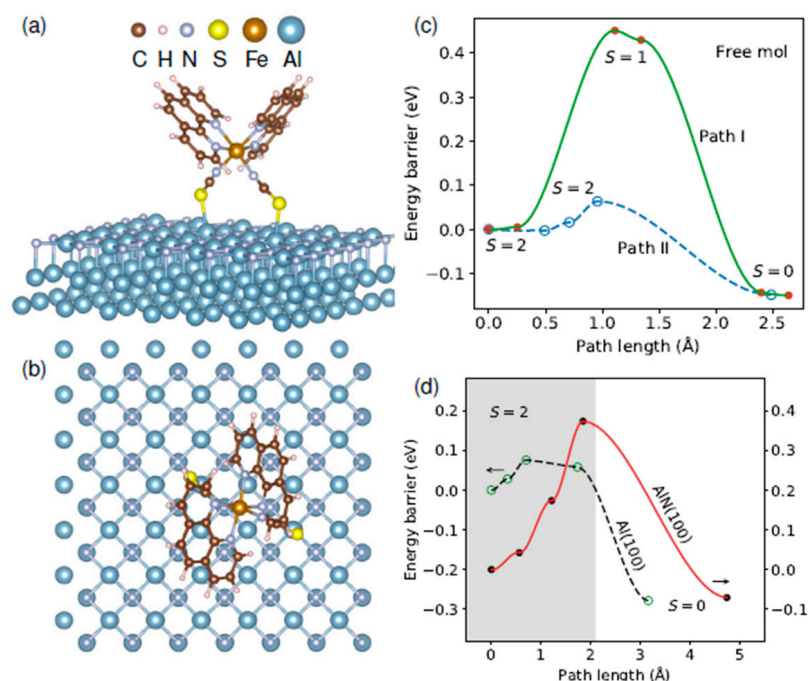 (a)
C H N S Fe Al
(b)
(c)
Free mol
S = 1
Path I
S = 2
S = 2
Path II
S = 0
Energy barrier (eV)
0.4
0.3
0.2
0.1
0.0
−0.1
0.0 0.5 1.0 1.5 2.0 2.5
Path length (Å)
(d)
S = 2
Al(100)
AlN(100)
S = 0
Energy barrier (eV)
0.2
0.1
0.0
−0.1
−0.2
−0.3
0.4
0.3
0.2
0.1
0.0
−0.1
0 1 2 3 4 5
Path length (Å)